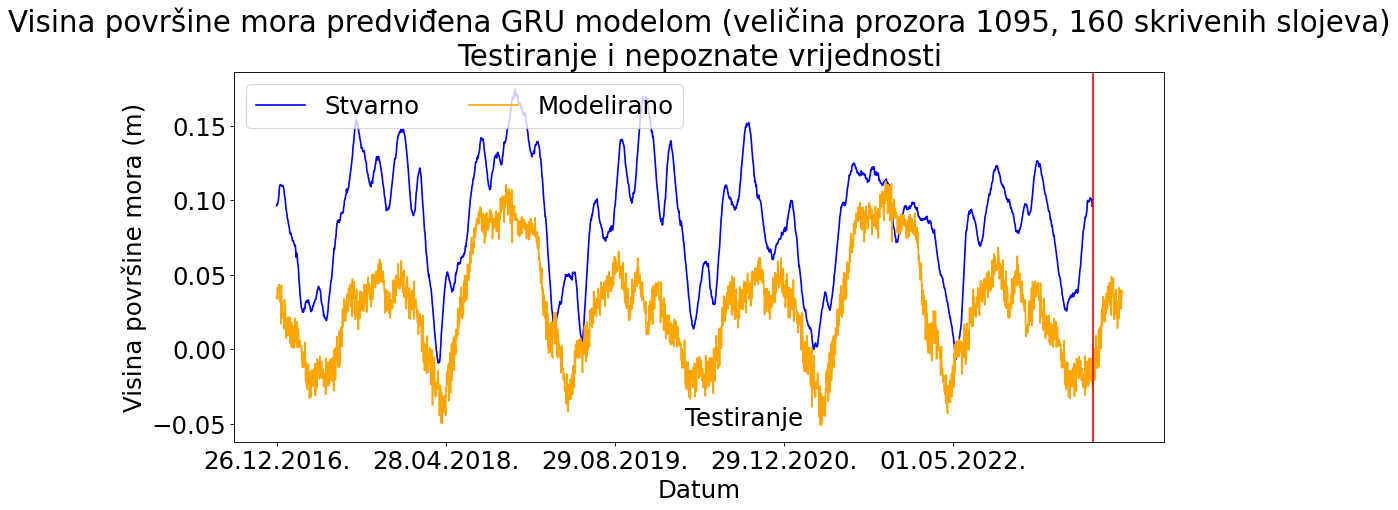 Visina površine mora predviđena GRU modelom (veličina prozora 1095, 160 skrivenih slojeva)
Testiranje i nepoznate vrijednosti
Stvarno
Modelirano
Visina površine mora (m)
0.15
0.10
0.05
0.00
−0.05
Testiranje
26.12.2016.
28.04.2018.
29.08.2019.
29.12.2020.
01.05.2022.
Datum